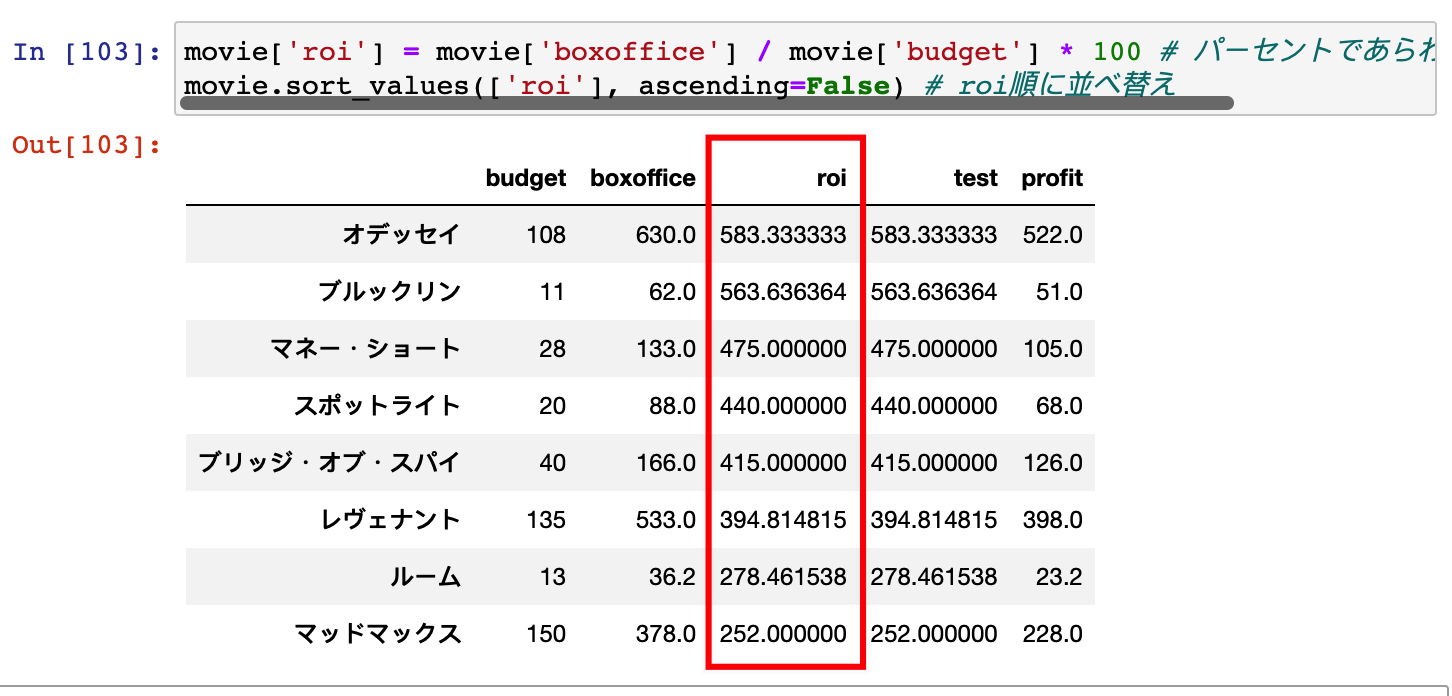 In [103]: movie['roi'] = movie['boxoffice'] / movie['budget'] * 100 # パーセントであらわ
movie.sort_values(['roi'], ascending=False) # roi順に並べ替え
Out[103]:
budget boxoffice roi test profit
オデッセイ 108 630.0 583.333333 583.333333 522.0
ブルックリン 11 62.0 563.636364 563.636364 51.0
マネー・ショート 28 133.0 475.000000 475.000000 105.0
スポットライト 20 88.0 440.000000 440.000000 68.0
ブリッジ・オブ・スパイ 40 166.0 415.000000 415.000000 126.0
レヴェナント 135 533.0 394.814815 394.814815 398.0
ルーム 13 36.2 278.461538 278.461538 23.2
マッドマックス 150 378.0 252.000000 252.000000 228.0